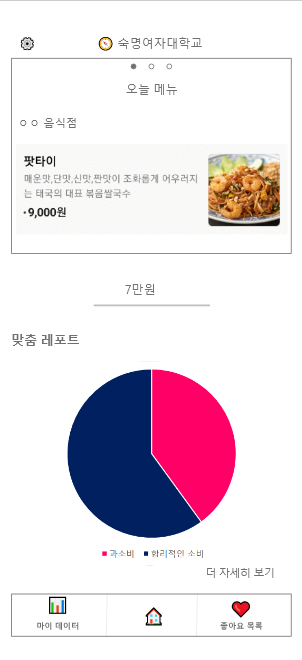 숙명여자대학교
오늘 메뉴
ㅇㅇ 음식점
팟타이
매운맛,단맛,신맛,짠맛이 조화롭게 어우러지
는 태국의 대표 볶음쌀국수
·9,000원
7만원
맞춤 레포트
과소비 합리적인 소비
더 자세히 보기
마이 데이터 좋아요 목록